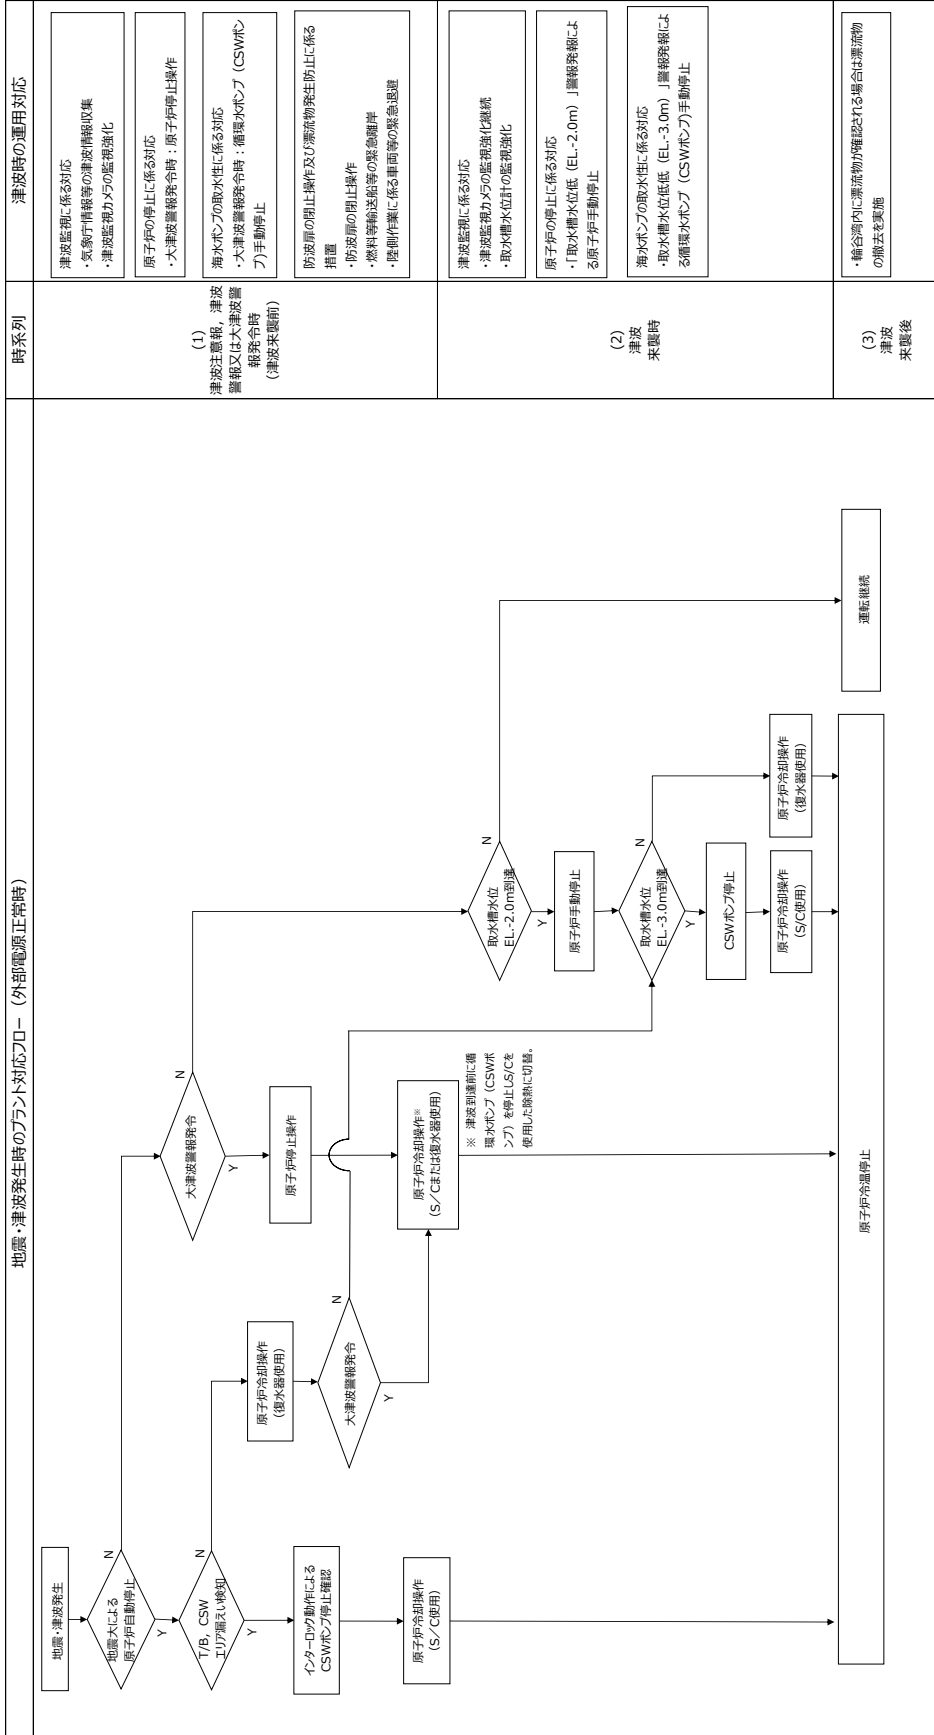 地震・津波発生時のプラント対応フロー（外部電源正常時）
時系列
津波時の運用対応
地震・津波発生
地震大による
原子炉自動停止
N
Y
T/B, CSW
エリア漏えい検知
N
Y
インターロック動作による
CSWポンプ停止確認
原子炉冷却操作
（S／C使用）
原子炉冷却操作
（復水器使用）
大津波警報発令
N
Y
大津波警報発令
N
Y
原子炉停止操作
原子炉冷却操作※
（S／Cまたは復水器使用）
※ 津波到達前に循
環水ポンプ（CSWポ
ンプ）を停止しS/Cを
使用した除熱に切替。
取水槽水位
EL.-2.0m到達
N
Y
原子炉手動停止
取水槽水位
EL.-3.0m到達
N
Y
CSWポンプ停止
原子炉冷却操作
（S/C使用）
原子炉冷却操作
（復水器使用）
原子炉冷温停止
運転継続
（1）
津波注意報，津波
警報又は大津波警
報発令時
（津波来襲前）
津波監視に係る対応
・気象庁情報等の津波情報収集
・津波監視カメラの監視強化
原子炉の停止に係る対応
・大津波警報発令時：原子炉停止操作
海水ポンプの取水性に係る対応
・大津波警報発令時：循環水ポンプ（CSWポン
プ）手動停止
防波扉の閉止操作及び漂流物発生防止に係る
措置
・防波扉の閉止操作
・燃料等輸送船等の緊急離岸
・陸側作業に係る車両等の緊急退避
（2）
津波
来襲時
津波監視に係る対応
・津波監視カメラの監視強化継続
・取水槽水位計の監視強化
原子炉の停止に係る対応
・「取水槽水位低（EL.-2.0m）」警報発報によ
る原子炉手動停止
海水ポンプの取水性に係る対応
・取水槽水位低低（EL.-3.0m）」警報発報によ
る循環水ポンプ（CSWポンプ)手動停止
（3）
津波
来襲後
・輪谷湾内に漂流物が確認される場合は漂流物
の撤去を実施